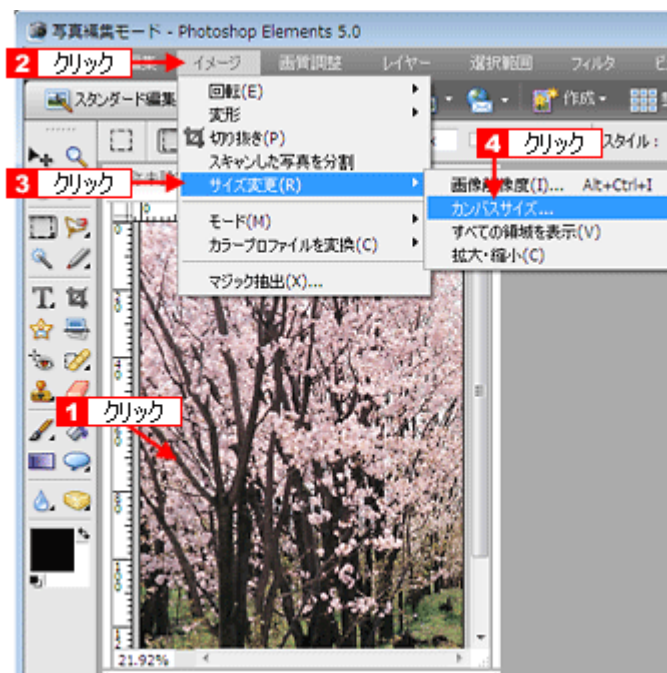 写真編集モード - Photoshop Elements 5.0
2 クリック
イメージ 画質調整 レイヤー 選択範囲 フィルタ
スタンダード編集
作成
回転(E)
変形
切り抜き(P)
スキャンした写真を分割
3 クリック
サイズ変更(R)
モード(M)
カラープロファイルを変換(C)
マジック抽出(X)...
4 クリック
スタイル:
画像解像度(I)... Alt+Ctrl+I
カンバスサイズ...
すべての領域を表示(V)
拡大・縮小(C)
1 クリック
21.92%